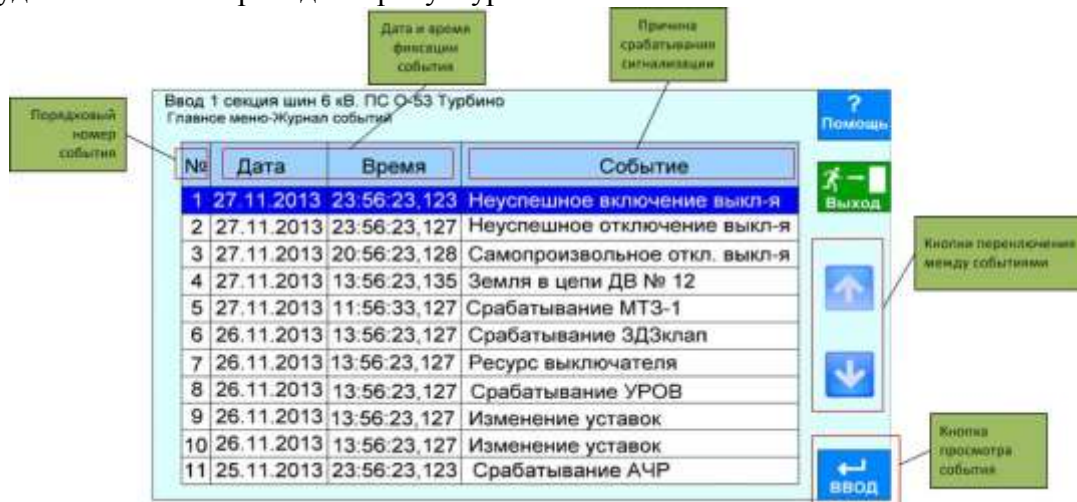 Дата и время
фиксации
события
Причина
срабатывания
сигнализации
Порядковый
номер
события
Ввод 1 секция шин 6 кВ. ПС О-53 Турбино
Главное меню-Журнал событий
?
Помощь
№ Дата Время Событие
Выход
1 27.11.2013 23:56:23,123 Неуспешное включение выкл-я
2 27.11.2013 23:56:23,127 Неуспешное отключение выкл-я
3 27.11.2013 20:56:23,128 Самопроизвольное откл. выкл-я
4 27.11.2013 13:56:23,135 Земля в цепи ДВ № 12
5 27.11.2013 11:56:33,127 Срабатывание МТЗ-1
6 26.11.2013 13:56:23,127 Срабатывание ЗДЗклап
7 26.11.2013 13:56:23,127 Ресурс выключателя
8 26.11.2013 13:56:23,127 Срабатывание УРОВ
9 26.11.2013 13:56:23,127 Изменение уставок
10 26.11.2013 13:56:23,127 Изменение уставок
11 25.11.2013 23:56:23,123 Срабатывание АЧР
Кнопки переключения
между событиями
Кнопка
просмотра
события
ВВОД